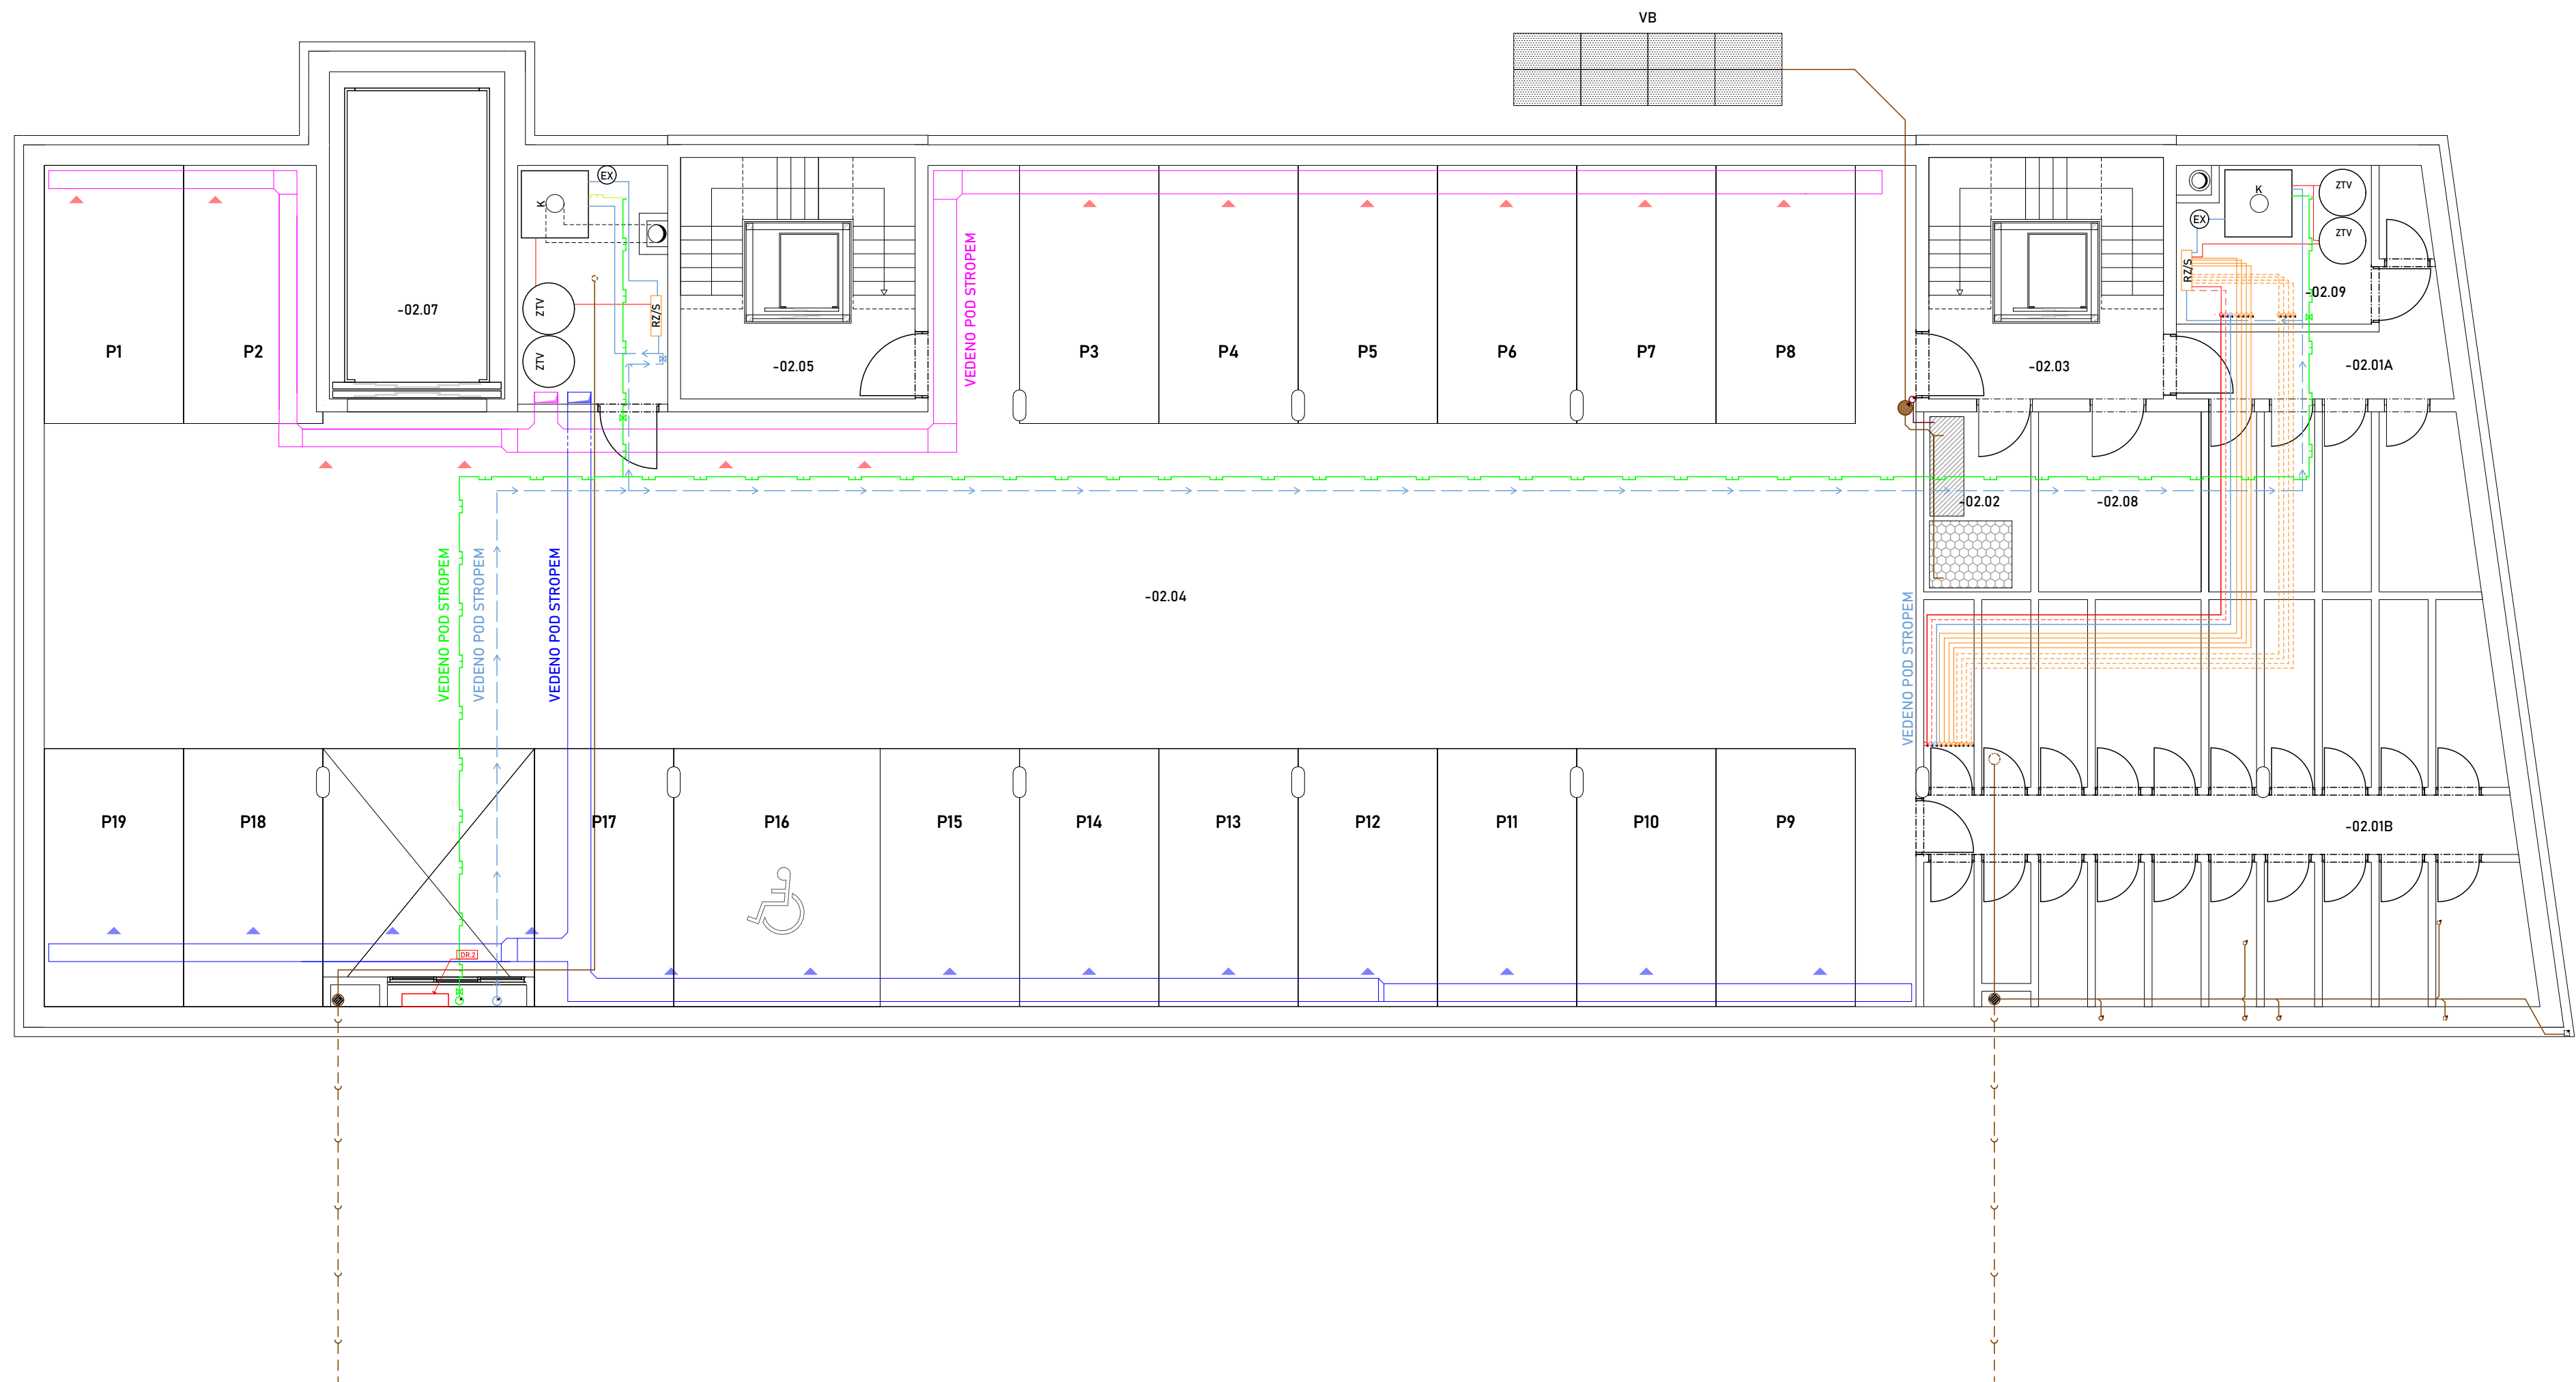 VB
EX
K
K
ZTV
EX
ZTV
VEDENO POD STROPEM
RZ/S
-02.09
ZTV
RZ/S
-02.07
P1
P2
ZTV
-02.05
P3
P4
P5
P6
P7
P8
-02.03
-02.01A
-02.02
-02.08
VEDENO POD STROPEM
VEDENO POD STROPEM
VEDENO POD STROPEM
-02.04
VEDENO POD STROPEM
P19
P18
P17
P16
P15
P14
P13
P12
P11
P10
P9
-02.01B
DR.2